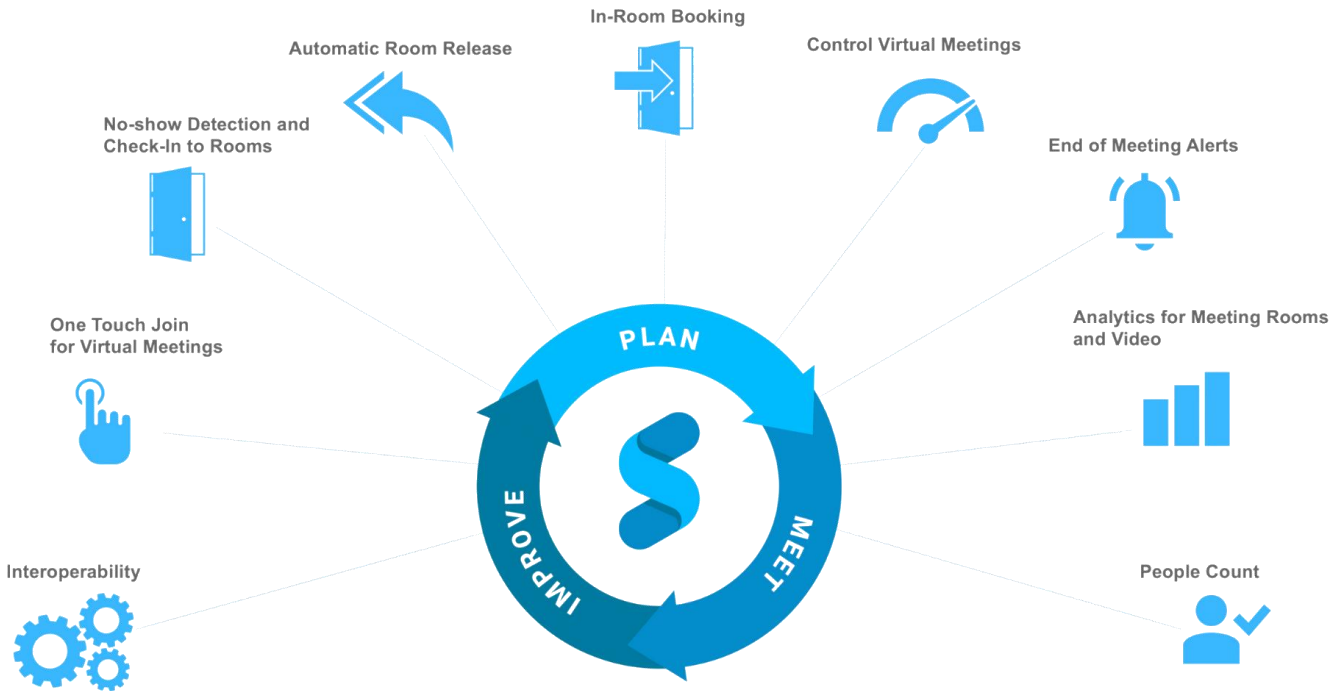 In-Room Booking
Automatic Room Release
Control Virtual Meetings
No-show Detection and
Check-In to Rooms
End of Meeting Alerts
One Touch Join
for Virtual Meetings
Analytics for Meeting Rooms
and Video
PLAN
MEET
IMPROVE
Interoperability
People Count